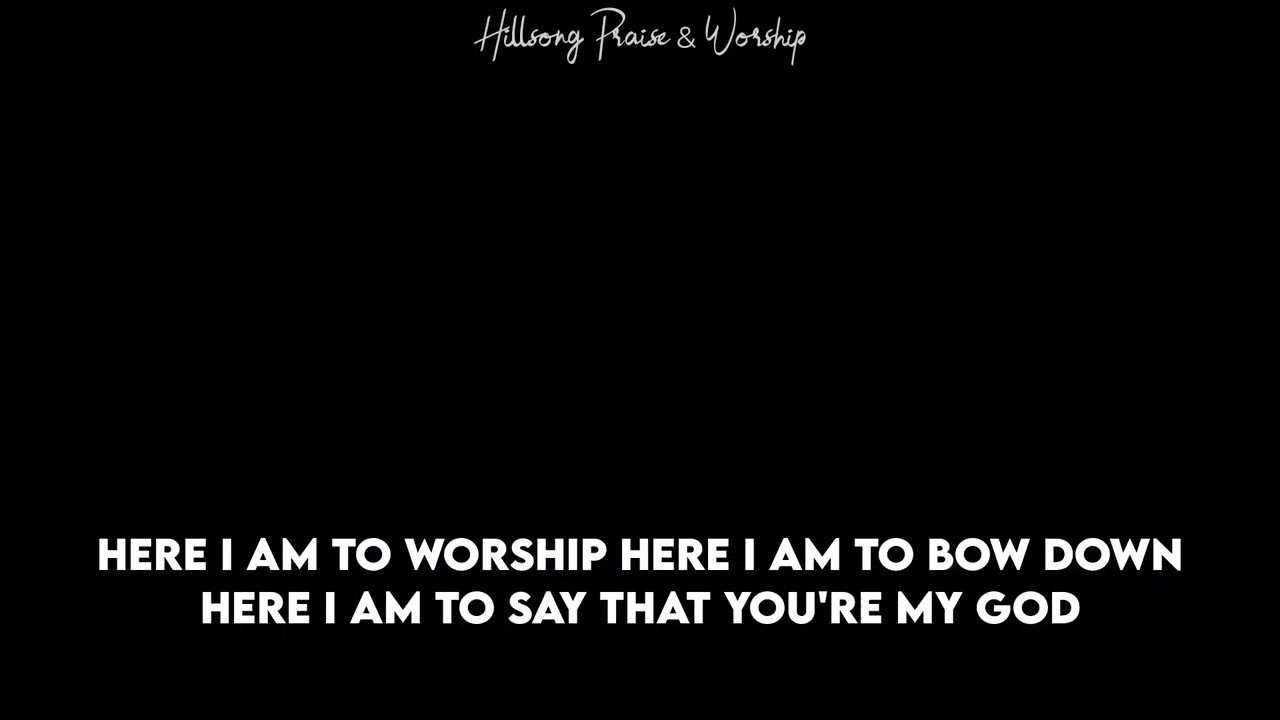 Hillsong Praise & Worship
HERE I AM TO WORSHIP HERE I AM TO BOW DOWN
HERE I AM TO SAY THAT YOU'RE MY GOD